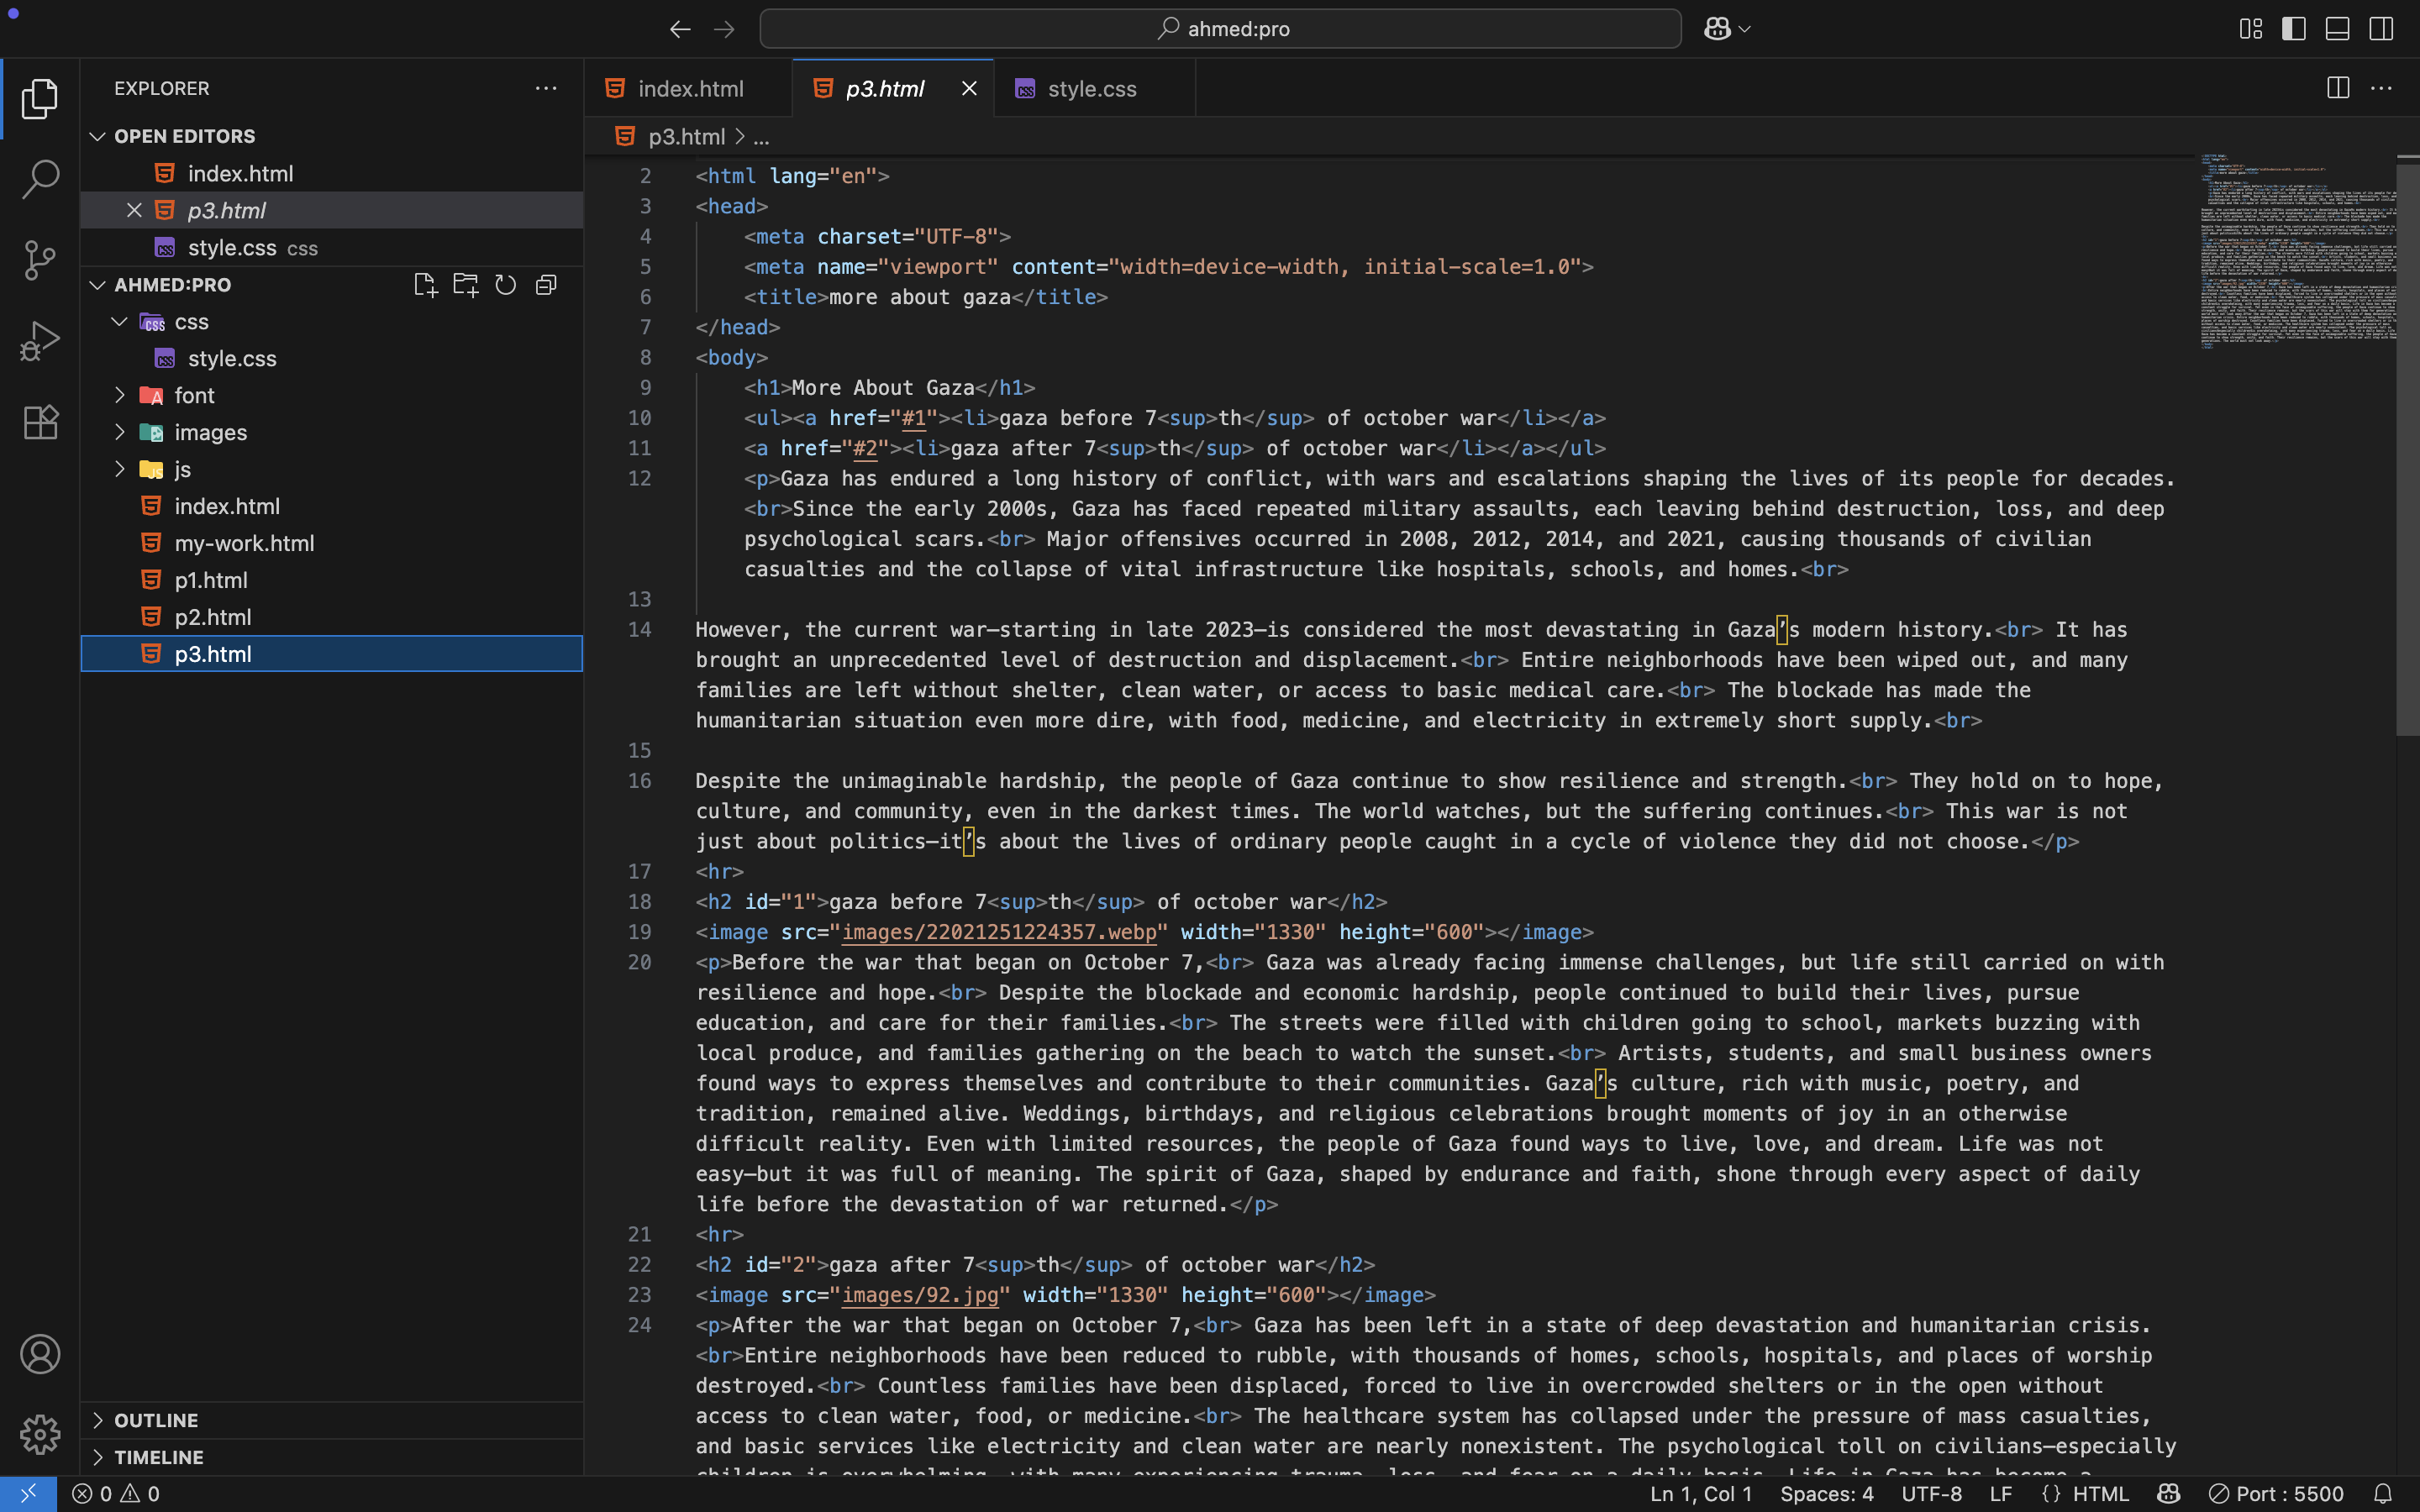 ahmed:pro
EXPLORER
OPEN EDITORS
index.html
p3.html
style.css css
AHMED:PRO
css
style.css
font
images
js
index.html
my-work.html
p1.html
p2.html
p3.html
OUTLINE
TIMELINE
index.html
p3.html
style.css
p3.html > ...
2 <html lang="en">
3 <head>
4 <meta charset="UTF-8">
5 <meta name="viewport" content="width=device-width, initial-scale=1.0">
6 <title>more about gaza</title>
7 </head>
8 <body>
9 <h1>More About Gaza</h1>
10 <ul><a href="#1"><li>gaza before 7<sup>th</sup> of october war</li></a>
11 <a href="#2"><li>gaza after 7<sup>th</sup> of october war</li></a></ul>
12 <p>Gaza has endured a long history of conflict, with wars and escalations shaping the lives of its people for decades.
<br>Since the early 2000s, Gaza has faced repeated military assaults, each leaving behind destruction, loss, and deep
psychological scars.<br> Major offensives occurred in 2008, 2012, 2014, and 2021, causing thousands of civilian
casualties and the collapse of vital infrastructure like hospitals, schools, and homes.<br>
13
14 However, the current war—starting in late 2023—is considered the most devastating in Gaza’s modern history.<br> It has
brought an unprecedented level of destruction and displacement.<br> Entire neighborhoods have been wiped out, and many
families are left without shelter, clean water, or access to basic medical care.<br> The blockade has made the
humanitarian situation even more dire, with food, medicine, and electricity in extremely short supply.<br>
15
16 Despite the unimaginable hardship, the people of Gaza continue to show resilience and strength.<br> They hold on to hope,
culture, and community, even in the darkest times. The world watches, but the suffering continues.<br> This war is not
just about politics—it’s about the lives of ordinary people caught in a cycle of violence they did not choose.</p>
17 <hr>
18 <h2 id="1">gaza before 7<sup>th</sup> of october war</h2>
19 <image src="images/22021251224357.webp" width="1330" height="600"></image>
20 <p>Before the war that began on October 7,<br> Gaza was already facing immense challenges, but life still carried on with
resilience and hope.<br> Despite the blockade and economic hardship, people continued to build their lives, pursue
education, and care for their families.<br> The streets were filled with children going to school, markets buzzing with
local produce, and families gathering on the beach to watch the sunset.<br> Artists, students, and small business owners
found ways to express themselves and contribute to their communities. Gaza’s culture, rich with music, poetry, and
tradition, remained alive. Weddings, birthdays, and religious celebrations brought moments of joy in an otherwise
difficult reality. Even with limited resources, the people of Gaza found ways to live, love, and dream. Life was not
easy—but it was full of meaning. The spirit of Gaza, shaped by endurance and faith, shone through every aspect of daily
life before the devastation of war returned.</p>
21 <hr>
22 <h2 id="2">gaza after 7<sup>th</sup> of october war</h2>
23 <image src="images/92.jpg" width="1330" height="600"></image>
24 <p>After the war that began on October 7,<br> Gaza has been left in a state of deep devastation and humanitarian crisis.
<br>Entire neighborhoods have been reduced to rubble, with thousands of homes, schools, hospitals, and places of worship
destroyed.<br> Countless families have been displaced, forced to live in overcrowded shelters or in the open without
access to clean water, food, or medicine.<br> The healthcare system has collapsed under the pressure of mass casualties,
and basic services like electricity and clean water are nearly nonexistent. The psychological toll on civilians—especially
children—is overwhelming, with many experiencing trauma, loss, and fear on a daily basis. Life in Gaza has become a
0 0
Ln 1, Col 1 Spaces: 4 UTF-8 LF {} HTML Port : 5500